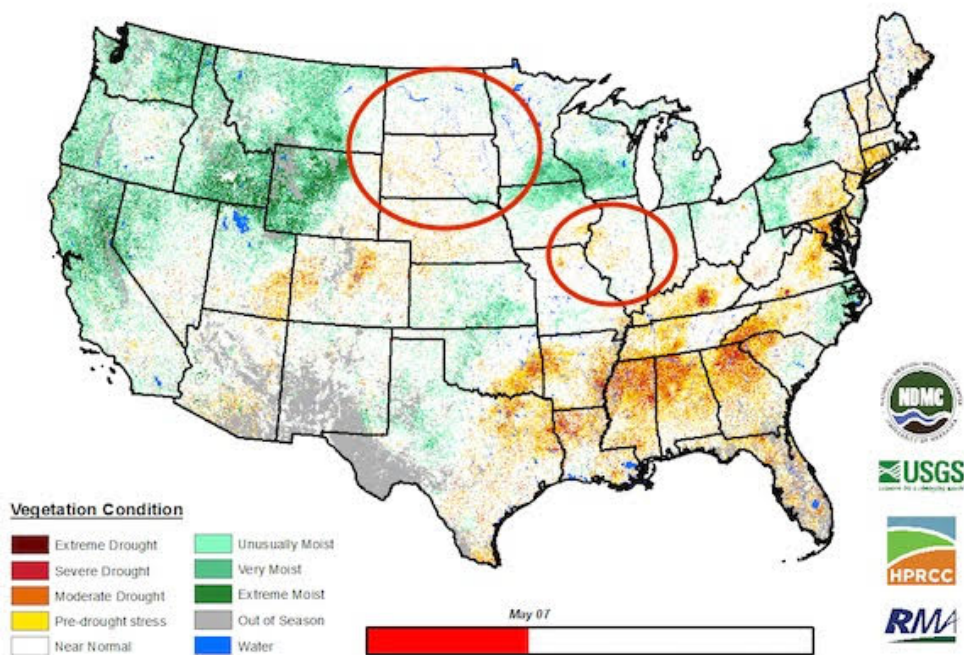 NDMC
USGS
HPRCC
RMA
Vegetation Condition
Extreme Drought
Severe Drought
Moderate Drought
Pre-drought stress
Near Normal
Unusually Moist
Very Moist
Extreme Moist
Out of Season
Water
May 07